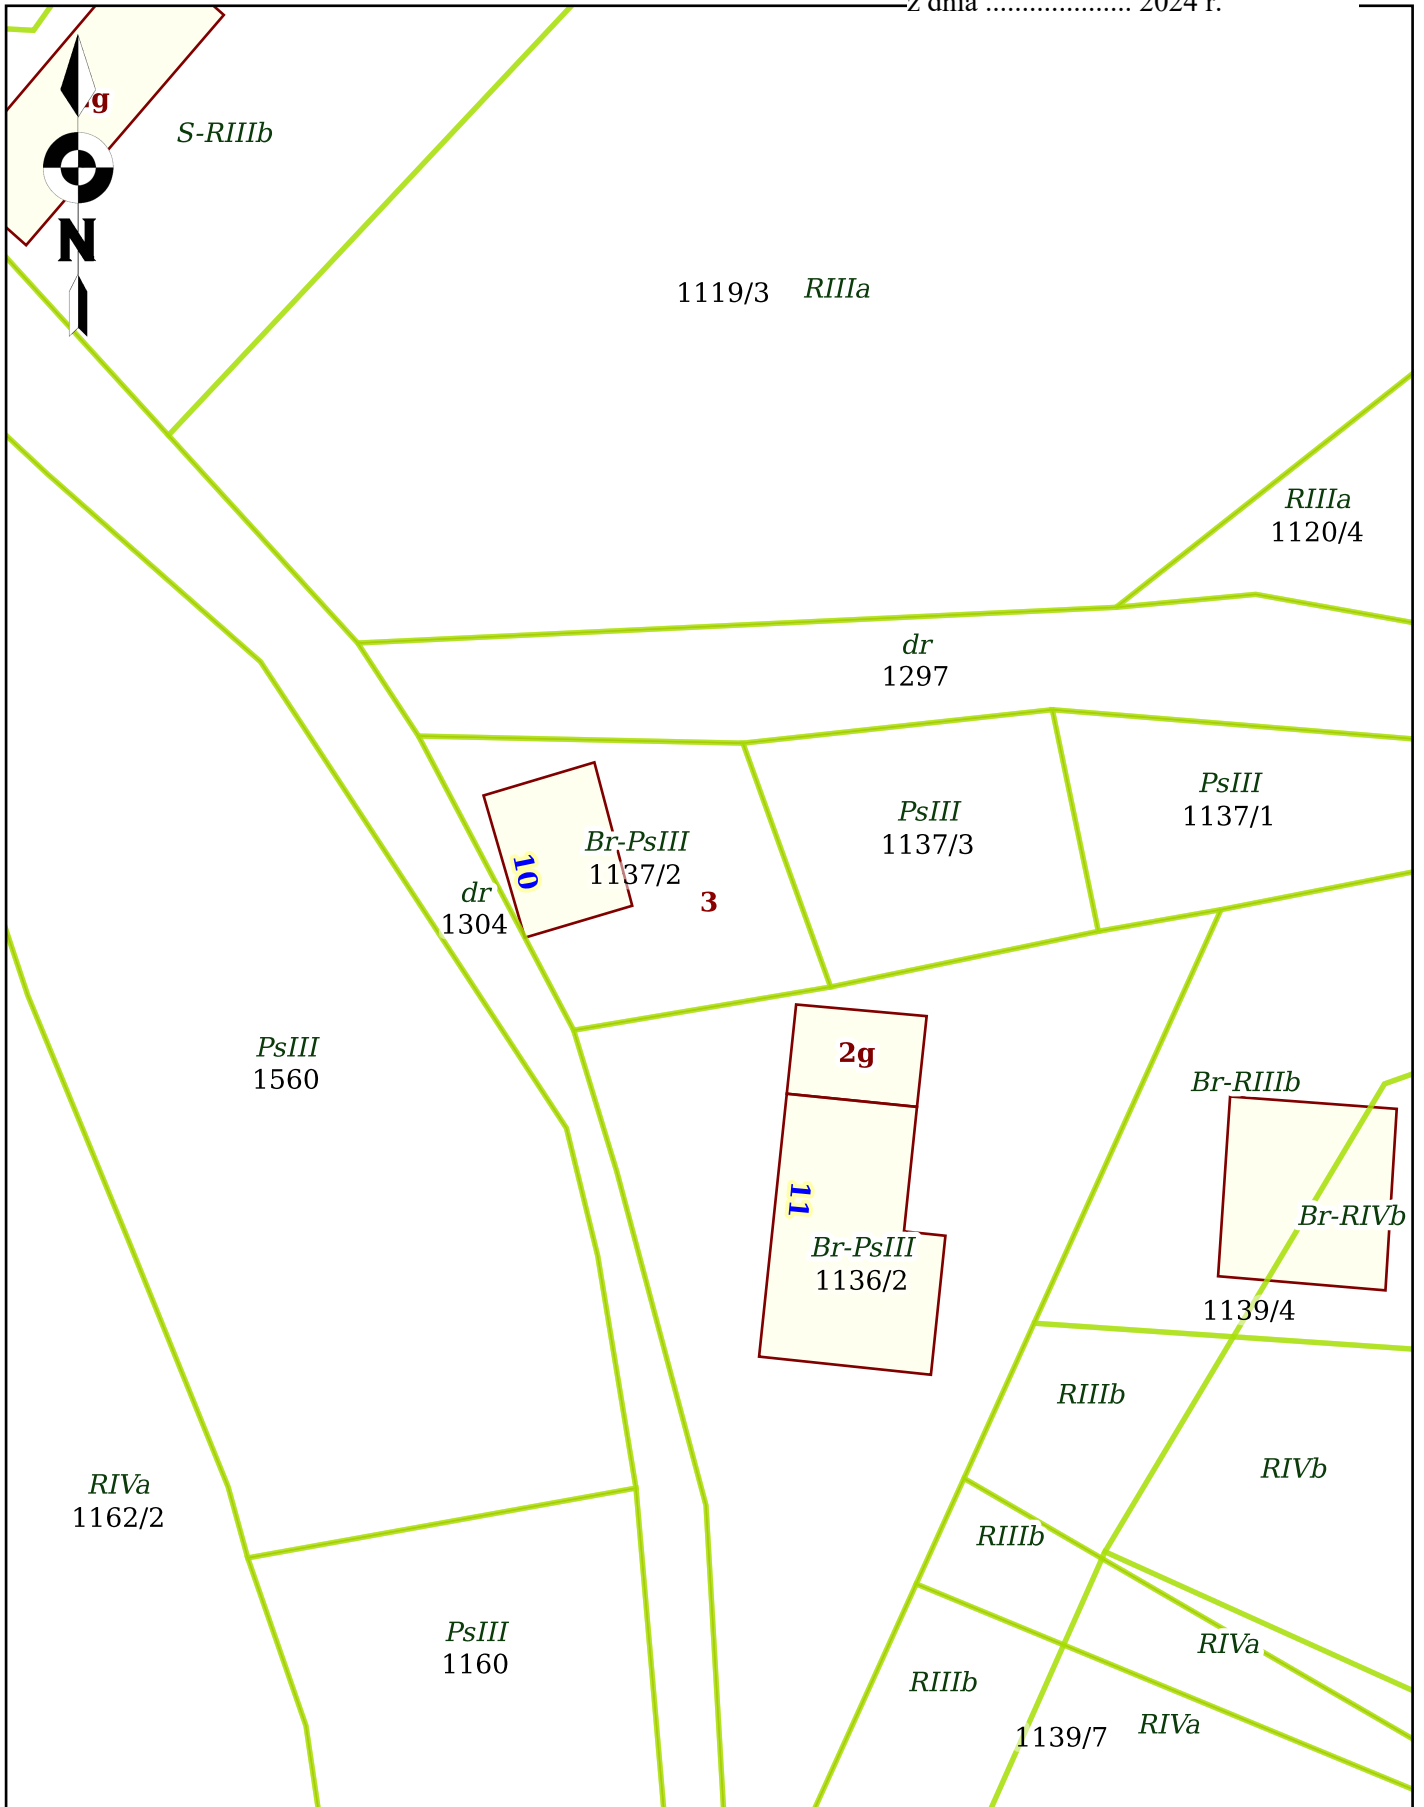 z dnia .................... 2024 r.
g
S-RIIIb
N
1119/3 RIIIa
RIIIa
1120/4
dr
1297
PsIII
1137/1
PsIII
1137/3
Br-PsIII
1137/2
10
3
dr
1304
PsIII
1560
2g
Br-RIIIb
11
Br-RIVb
Br-PsIII
1136/2
1139/4
RIIIb
RIVb
RIVa
1162/2
RIIIb
PsIII
1160
RIVa
RIIIb
RIVa
1139/7